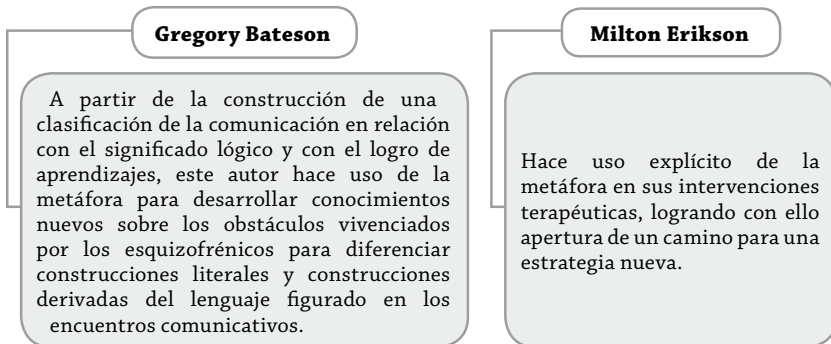 Gregory Bateson
A partir de la construcción de una
clasificación de la comunicación en relación
con el significado lógico y con el logro de
aprendizajes, este autor hace uso de la
metáfora para desarrollar conocimientos
nuevos sobre los obstáculos vivenciados
por los esquizofrénicos para diferenciar
construcciones literales y construcciones
derivadas del lenguaje figurado en los
encuentros comunicativos.
Milton Erikson
Hace uso explícito de la
metáfora en sus intervenciones
terapéuticas, logrando con ello
apertura de un camino para una
estrategia nueva.